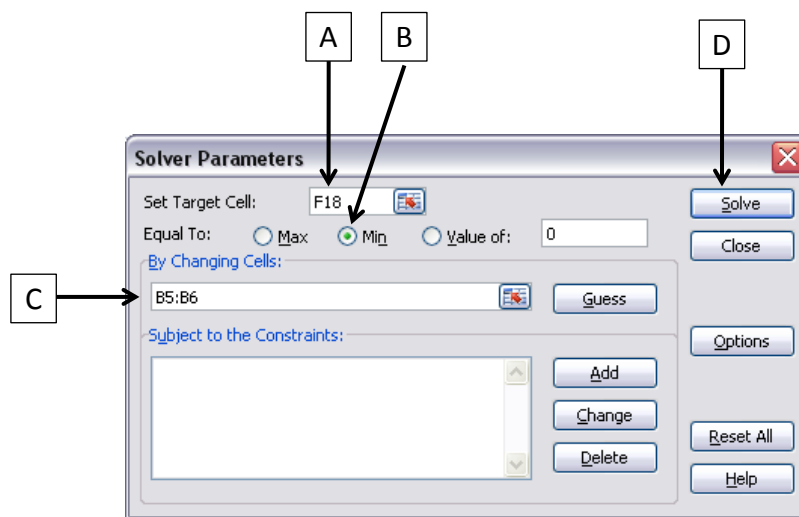 A B D
Solver Parameters
Set Target Cell: F18 Solve
Equal To: Max Min Value of: 0
Close
By Changing Cells:
C B5:B6 Guess
Subject to the Constraints: Options
Add
Change
Reset All
Delete
Help